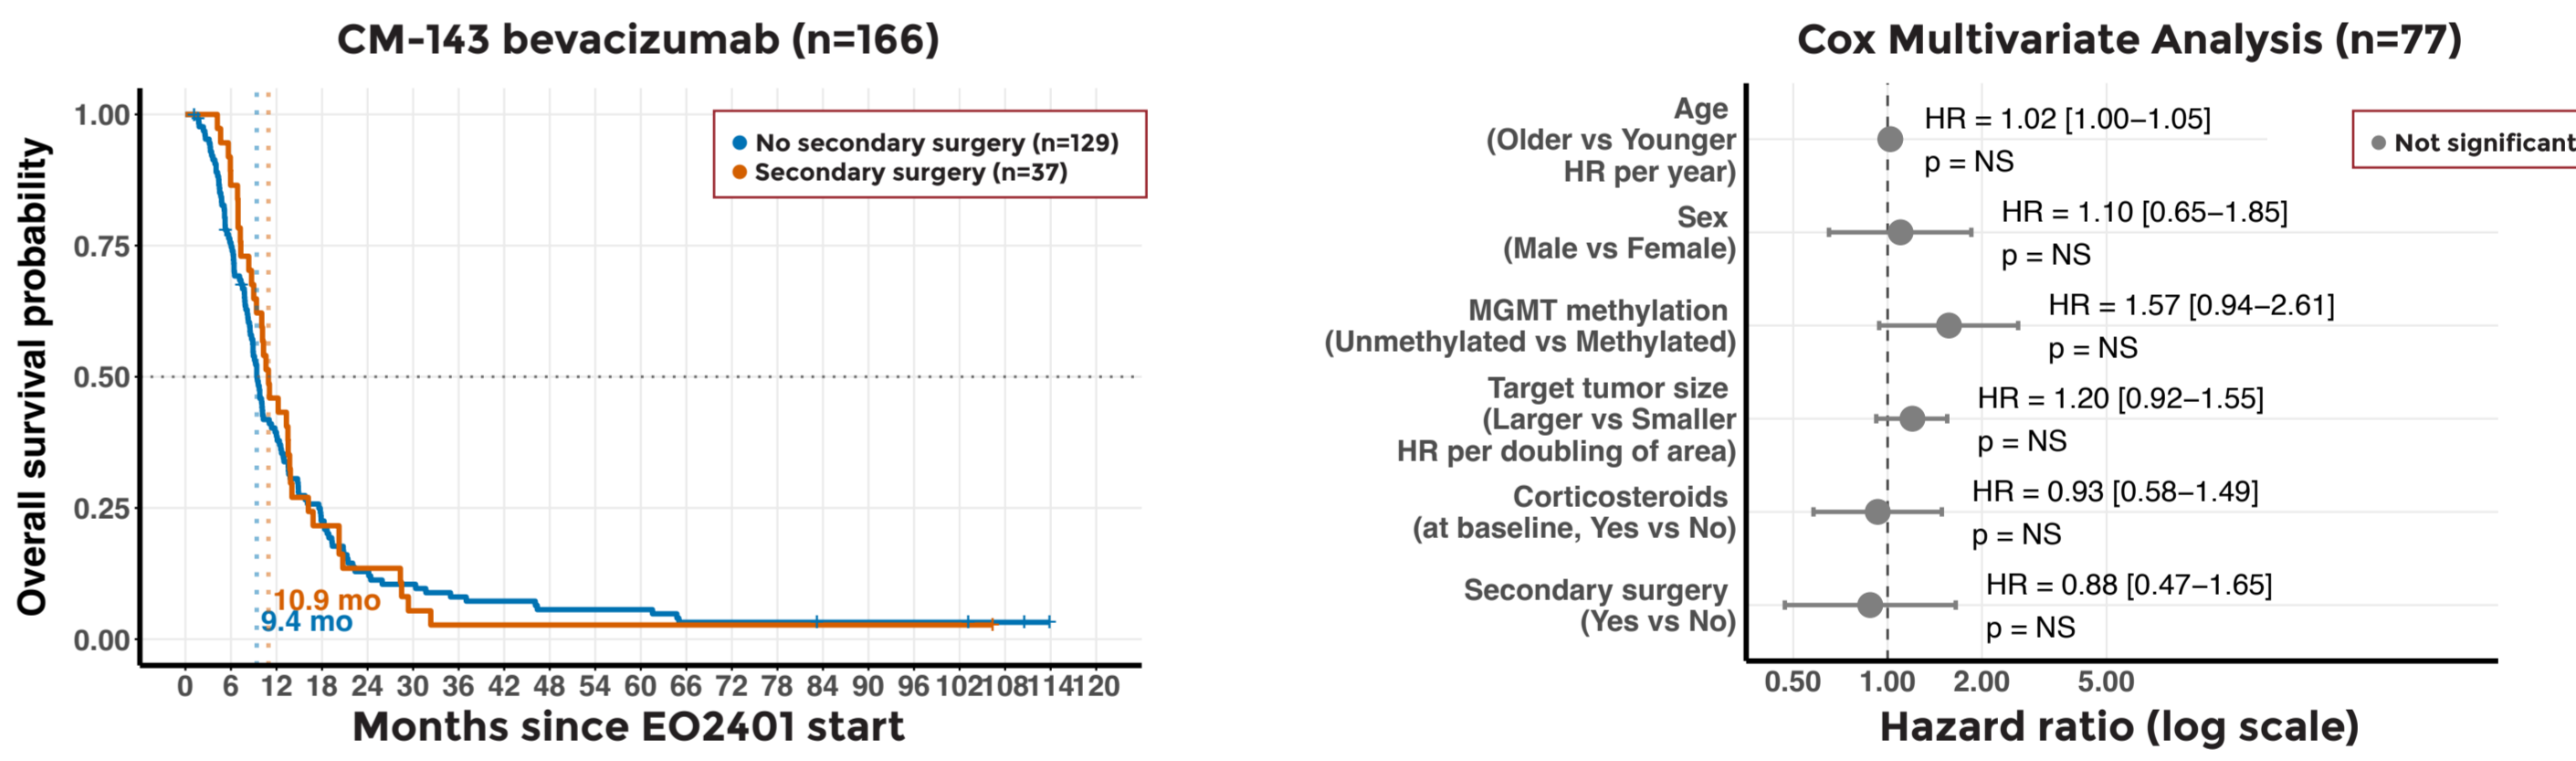 CM-143 bevacizumab (n=166)
Overall survival probability
1.00
0.75
0.50
0.25
0.00
No secondary surgery (n=129)
Secondary surgery (n=37)
10.9 mo
9.4 mo
0 6 12 18 24 30 36 42 48 54 60 66 72 78 84 90 96 102 108 114 120
Months since EO2401 start
Cox Multivariate Analysis (n=77)
Age
(Older vs Younger
HR per year)
HR = 1.02 [1.00–1.05]
p = NS
Not significant
Sex
(Male vs Female)
HR = 1.10 [0.65–1.85]
p = NS
MGMT methylation
(Unmethylated vs Methylated)
HR = 1.57 [0.94–2.61]
p = NS
Target tumor size
(Larger vs Smaller
HR per doubling of area)
HR = 1.20 [0.92–1.55]
p = NS
Corticosteroids
(at baseline, Yes vs No)
HR = 0.93 [0.58–1.49]
p = NS
Secondary surgery
(Yes vs No)
HR = 0.88 [0.47–1.65]
p = NS
0.50 1.00 2.00 5.00
Hazard ratio (log scale)